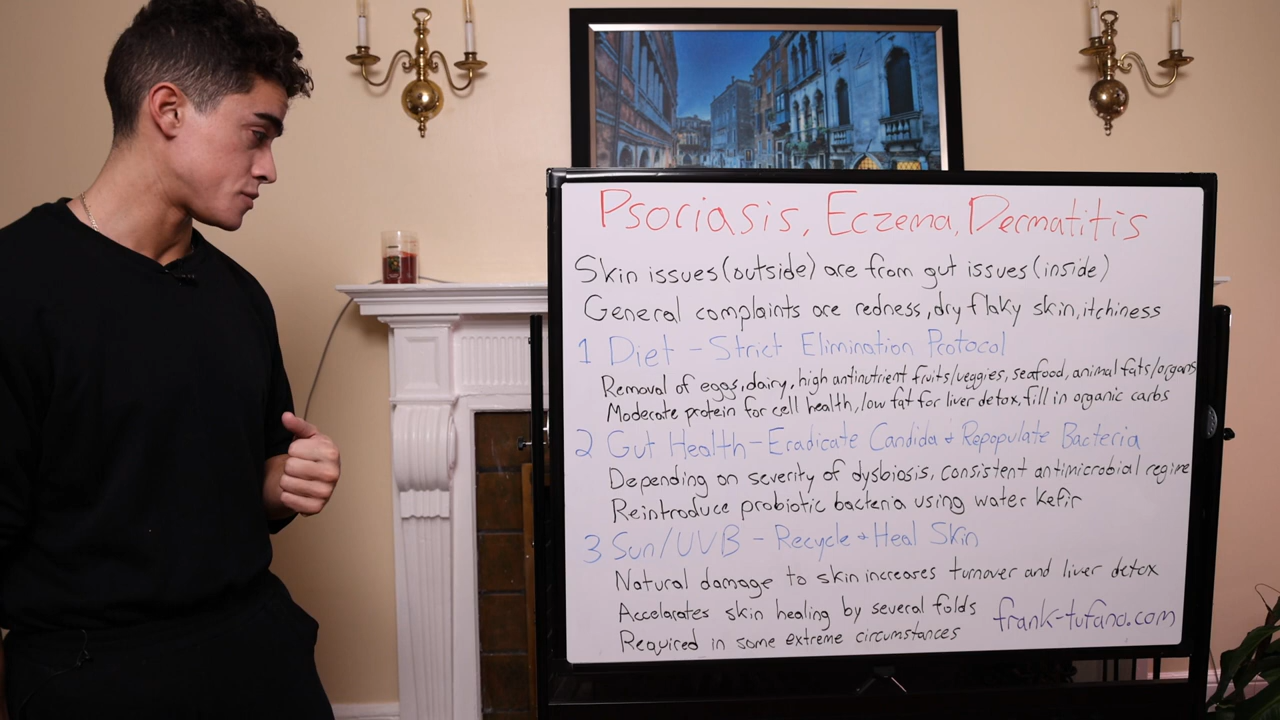 Psoriasis, Eczema, Dermatitis
Skin issues (outside) are from gut issues (inside)
General complaints are redness, dry flaky skin, itchiness
1 Diet - Strict Elimination Protocol
Removal of eggs, dairy, high antinutrient fruits/veggies, seafood, animal fats/organs
Moderate protein for cell health, low fat for liver detox, fill in organic carbs
2 Gut Health - Eradicate Candida + Repopulate Bacteria
Depending on severity of dysbiosis, consistent antimicrobial regime
Reintroduce probiotic bacteria using water kefir
3 Sun/UVB - Recycle + Heal Skin
Natural damage to skin increases turnover and liver detox
Accelarates skin healing by several folds
Required in some extreme circumstances
frank-tufano.com